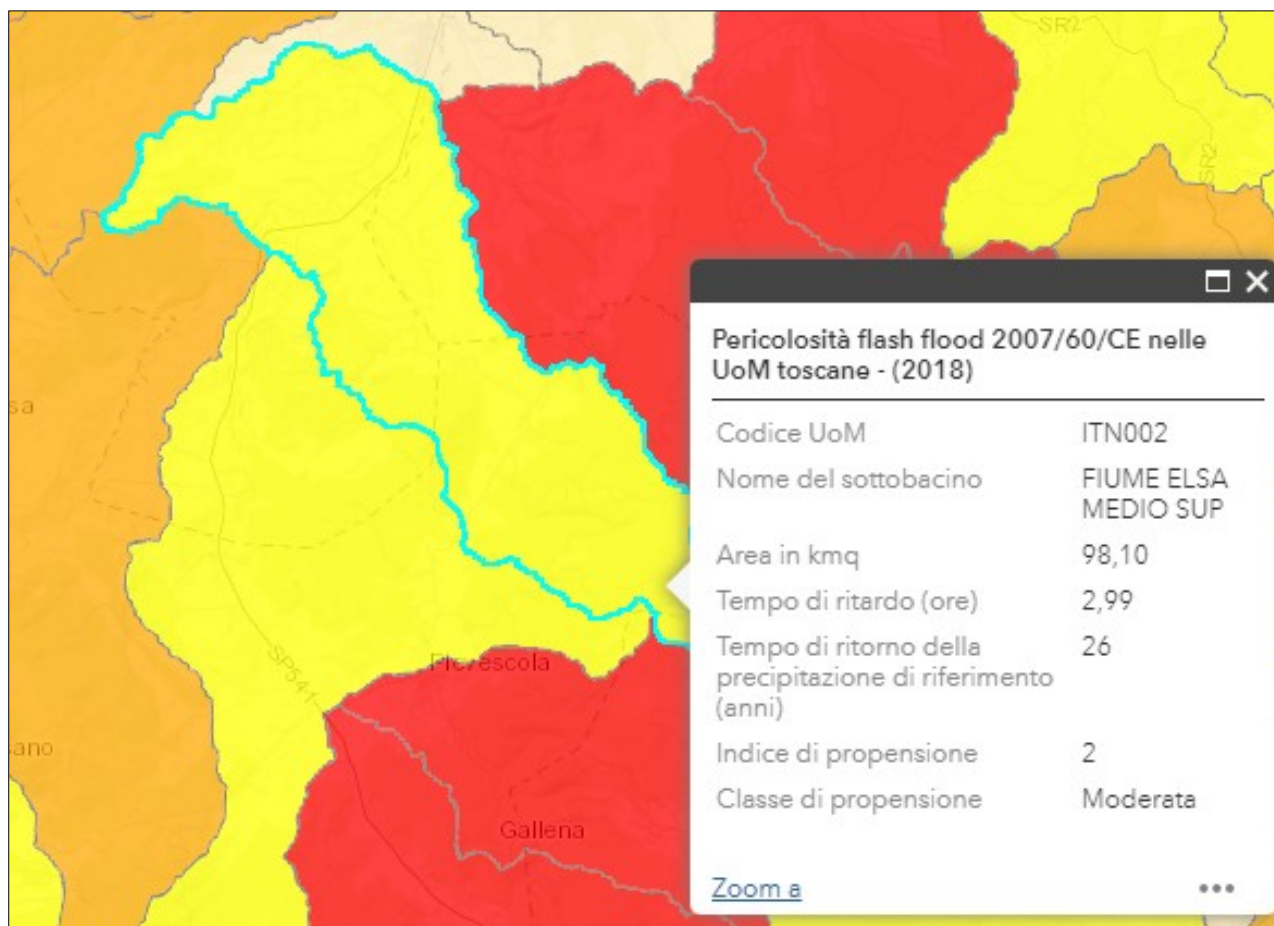 SR2
SR2
Pericolosità flash flood 2007/60/CE nelle
UoM toscane - (2018)
Codice UoM ITN002
Nome del sottobacino FIUME ELSA
MEDIO SUP
Area in kmq 98,10
Tempo di ritardo (ore) 2,99
Tempo di ritorno della 26
precipitazione di riferimento
(anni)
Indice di propensione 2
Classe di propensione Moderata
Zoom a
sa
Pievescola
SP541
ano
Gallena